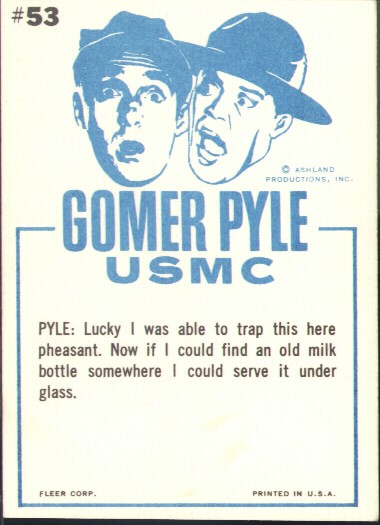 #53
© ASHLAND
PRODUCTIONS, INC.
GOMER PYLE
USMC
PYLE: Lucky I was able to trap this here
pheasant. Now if I could find an old milk
bottle somewhere I could serve it under
glass.
FLEER CORP. PRINTED IN U.S.A.